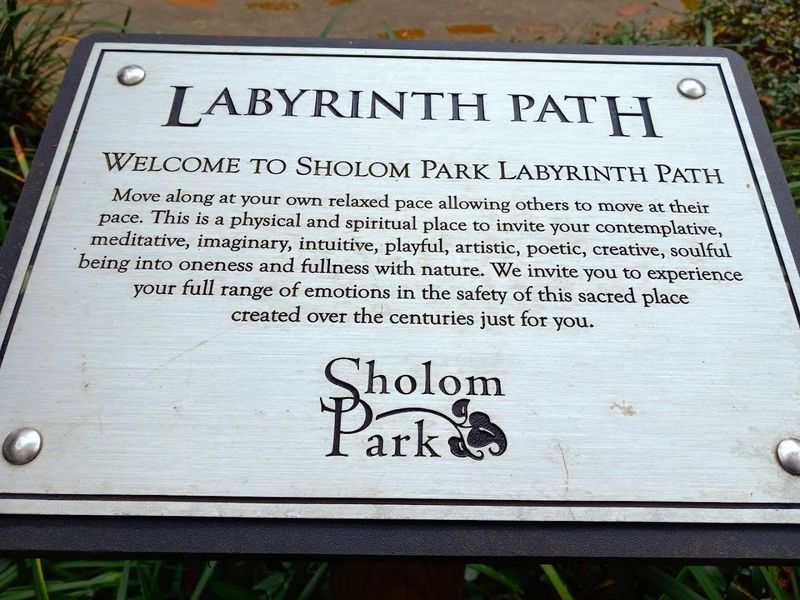 LABYRINTH PATH
WELCOME TO SHOLOM PARK LABYRINTH PATH
Move along at your own relaxed pace allowing others to move at their
pace. This is a physical and spiritual place to invite your contemplative,
meditative, imaginary, intuitive, playful, artistic, poetic, creative, soulful
being into oneness and fullness with nature. We invite you to experience
your full range of emotions in the safety of this sacred place
created over the centuries just for you.
Sholom
Park